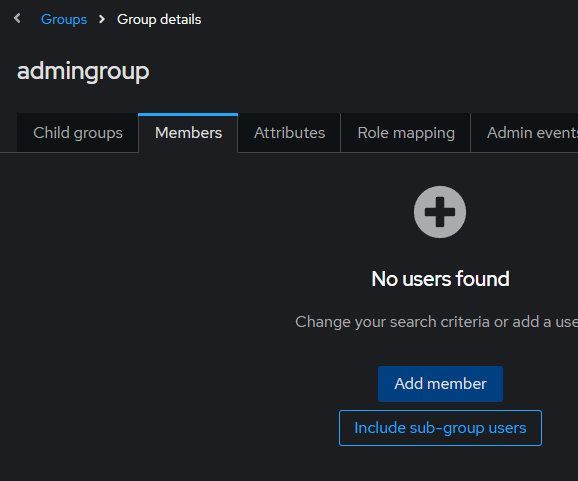 Groups > Group details
admingroup
Child groups Members Attributes Role mapping Admin events
No users found
Change your search criteria or add a use
Add member
Include sub-group users